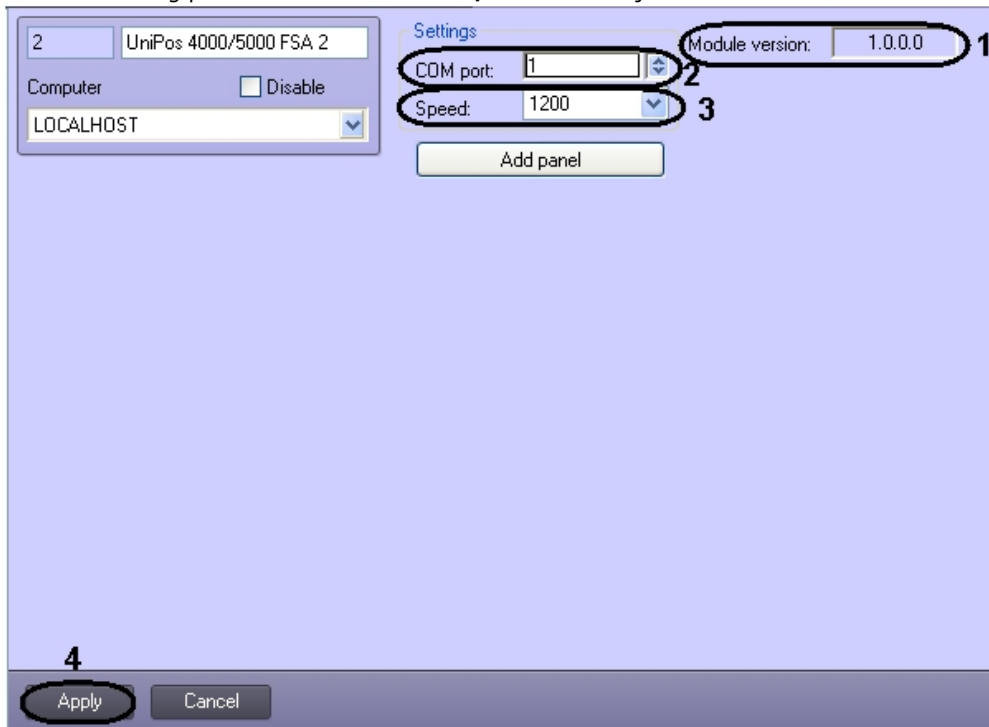 2 UniPos 4000/5000 FSA 2
Computer Disable
LOCALHOST
Settings
COM port: 1 2
Speed: 1200 3
Add panel
Module version: 1.0.0.0 1
4
Apply Cancel